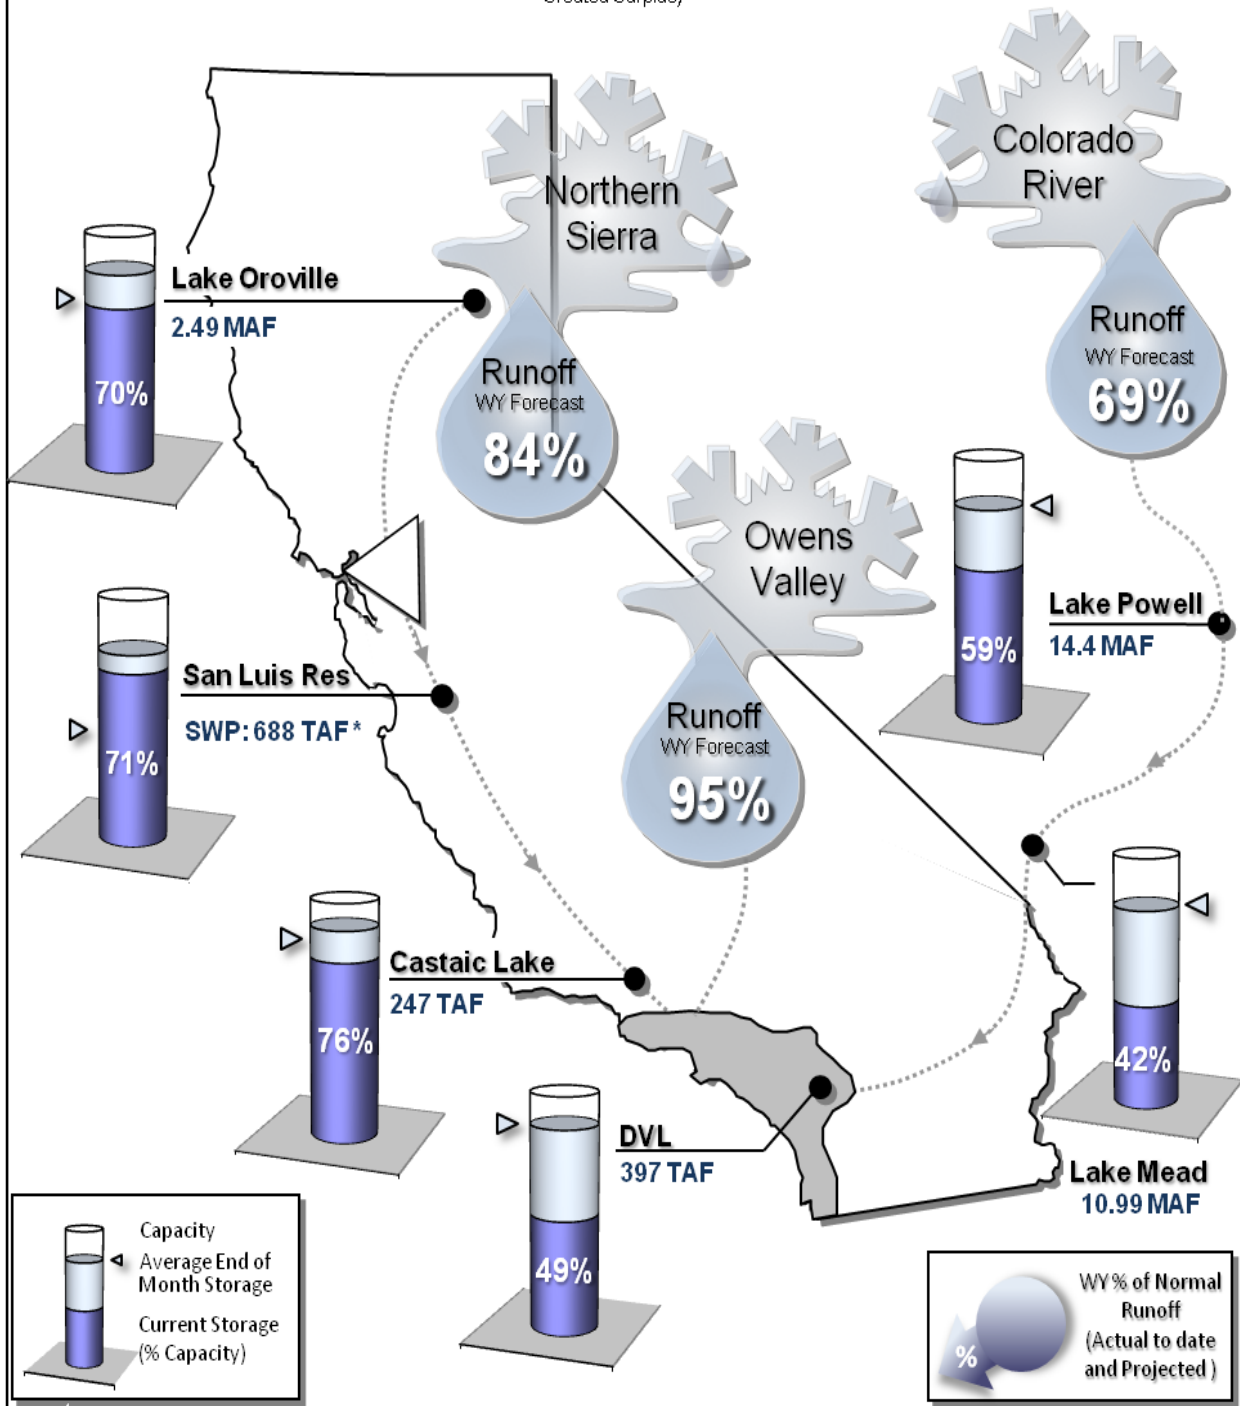 Created Surplus)
Northern
Sierra
Colorado
River
Lake Oroville
2.49 MAF
70%
Runoff
WY Forecast
84%
Runoff
WY Forecast
69%
Owens
Valley
Lake Powell
14.4 MAF
59%
San Luis Res
SWP: 688 TAF*
71%
Runoff
WY Forecast
95%
Castaic Lake
247 TAF
76%
42%
DVL
397 TAF
49%
Lake Mead
10.99 MAF
Capacity
Average End of
Month Storage
Current Storage
(% Capacity)
WY % of Normal
Runoff
(Actual to date
and Projected )
%